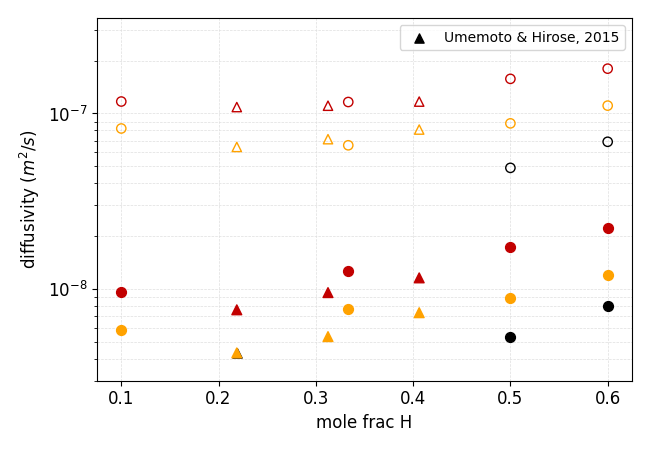 Umemoto & Hirose, 2015
diffusivity (m²/s)
10⁻⁷
10⁻⁸
0.1 0.2 0.3 0.4 0.5 0.6
mole frac H